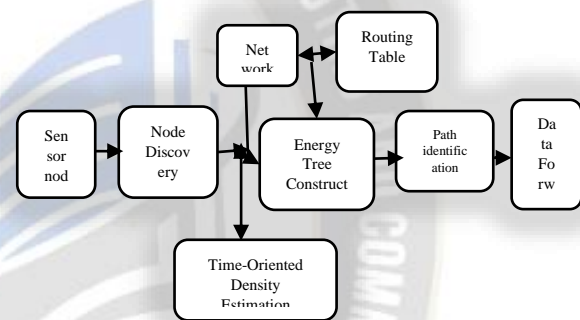 Net
work
Routing
Table
Sen
sor
nod
Node
Discov
ery
Energy
Tree
Construct
Path
identific
ation
Da
ta
Fo
rw
Time-Oriented
Density
Estimation